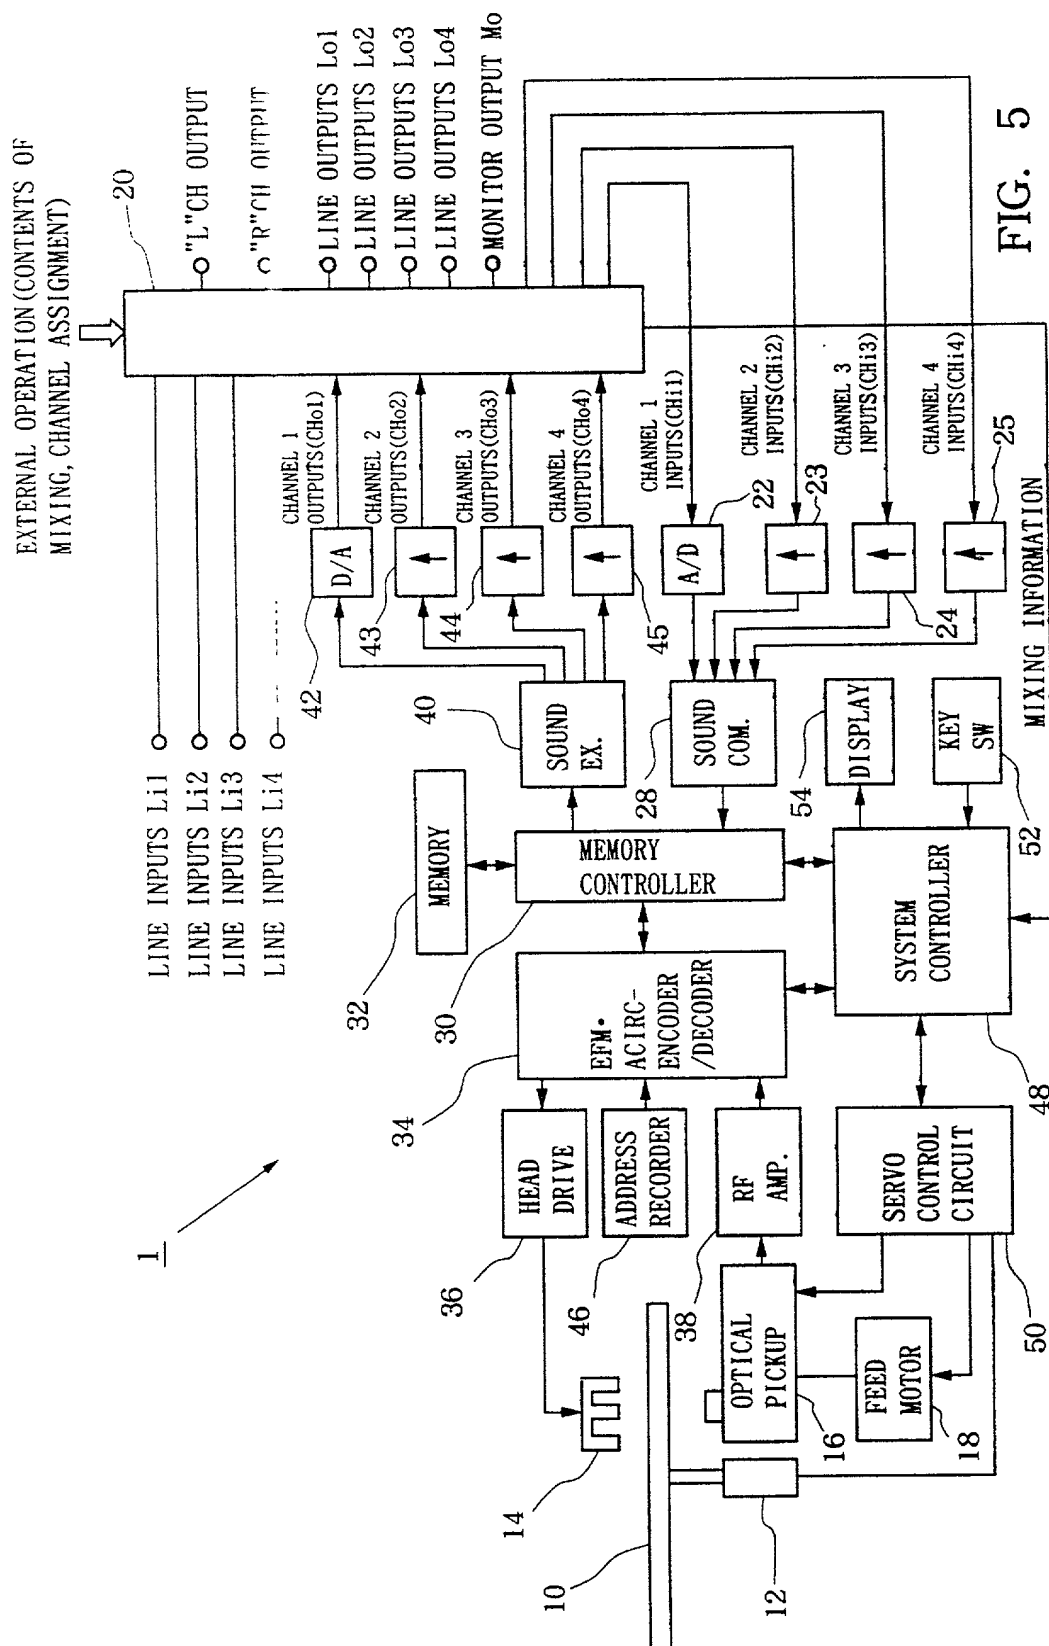 EXTERNAL OPERATION(CONTENTS OF
MIXING,CHANNEL ASSIGNMENT)
20
LINE INPUTS Li1
LINE INPUTS Li2
LINE INPUTS Li3
LINE INPUTS Li4
"L"CH OUTPUT
"R"CH OUTPUT
LINE OUTPUTS Lo1
LINE OUTPUTS Lo2
LINE OUTPUTS Lo3
LINE OUTPUTS Lo4
MONITOR OUTPUT Mo
CHANNEL 1
OUTPUTS(CHo1)
CHANNEL 2
OUTPUTS(CHo2)
CHANNEL 3
OUTPUTS(CHo3)
CHANNEL 4
OUTPUTS(CHo4)
CHANNEL 1
INPUTS(CHi1)
CHANNEL 2
INPUTS(CHi2)
CHANNEL 3
INPUTS(CHi3)
CHANNEL 4
INPUTS(CHi4)
D/A
42
43
44
45
A/D
22
23
24
25
40
SOUND
EX.
28
SOUND
COM.
54
DISPLAY
KEY
SW
52
MIXING INFORMATION
32
MEMORY
30
MEMORY
CONTROLLER
34
EFM·
ACIRC-
ENCODER
/DECODER
SYSTEM
CONTROLLER
48
1
36
HEAD
DRIVE
46
ADDRESS
RECORDER
38
RF
AMP.
SERVO
CONTROL
CIRCUIT
50
14
10
12
OPTICAL
PICKUP
16
FEED
MOTOR
18
FIG. 5